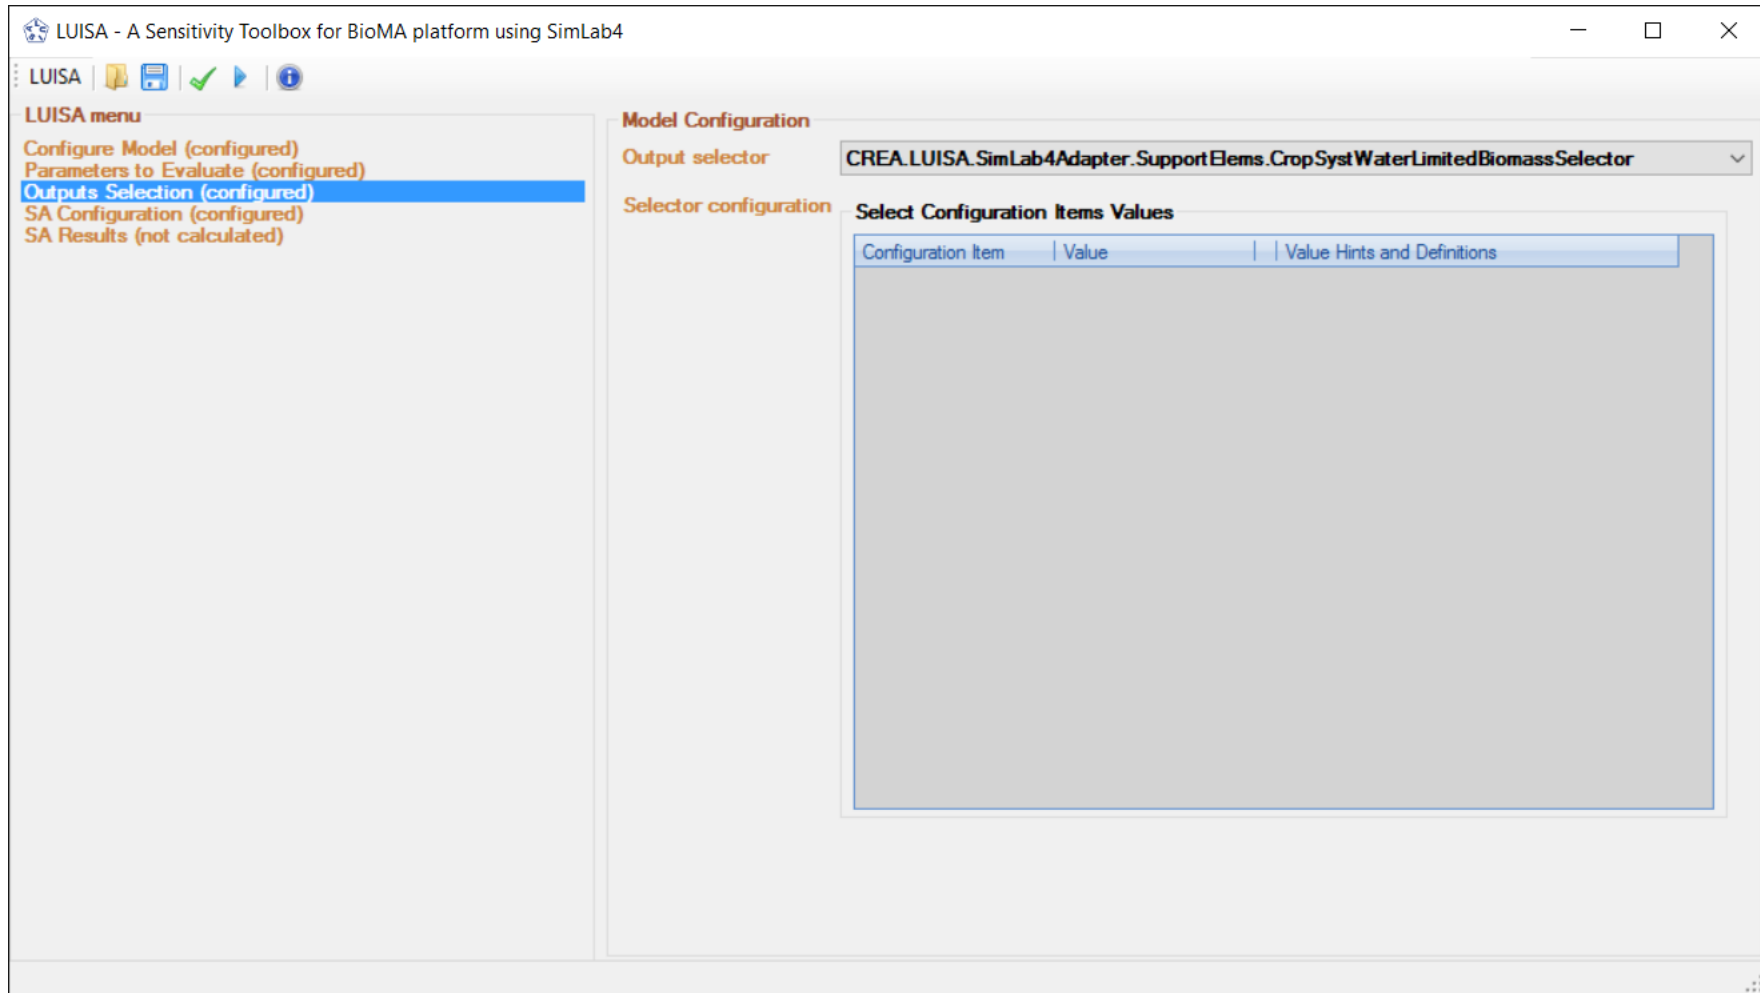 LUISA - A Sensitivity Toolbox for BioMA platform using SimLab4
LUISA
LUISA menu
Configure Model (configured)
Parameters to Evaluate (configured)
Outputs Selection (configured)
SA Configuration (configured)
SA Results (not calculated)
Model Configuration
Output selector
CREA.LUISA.SimLab4Adapter.SupportElems.CropSystWaterLimitedBiomassSelector
Selector configuration
Select Configuration Items Values
Configuration Item Value Value Hints and Definitions